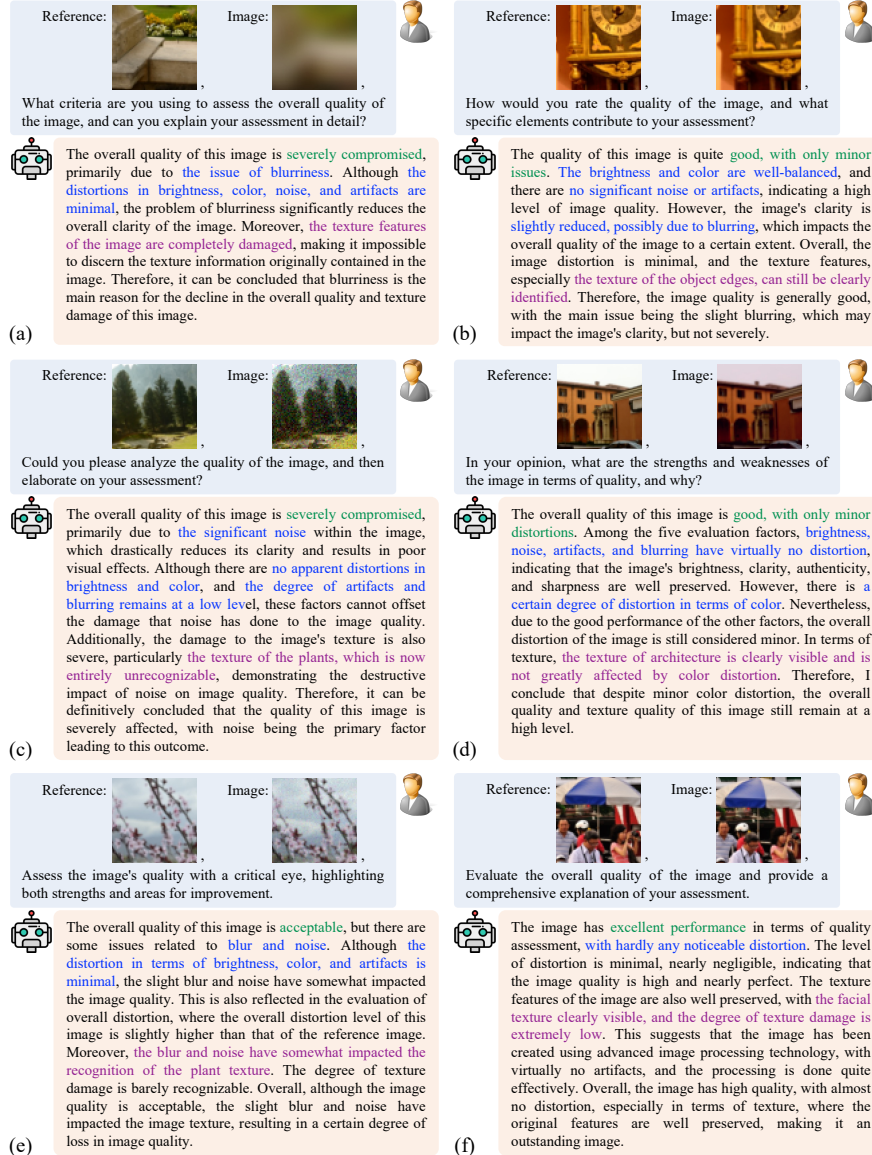 Reference: , Image: ,
What criteria are you using to assess the overall quality of
the image, and can you explain your assessment in detail?
The overall quality of this image is severely compromised,
primarily due to the issue of blurriness. Although the
distortions in brightness, color, noise, and artifacts are
minimal, the problem of blurriness significantly reduces the
overall clarity of the image. Moreover, the texture features
of the image are completely damaged, making it impossible
to discern the texture information originally contained in the
image. Therefore, it can be concluded that blurriness is the
main reason for the decline in the overall quality and texture
damage of this image.
(a)
Reference: , Image: ,
How would you rate the quality of the image, and what
specific elements contribute to your assessment?
The quality of this image is quite good, with only minor
issues. The brightness and color are well-balanced, and
there are no significant noise or artifacts, indicating a high
level of image quality. However, the image's clarity is
slightly reduced, possibly due to blurring, which impacts the
overall quality of the image to a certain extent. Overall, the
image distortion is minimal, and the texture features,
especially the texture of the object edges, can still be clearly
identified. Therefore, the image quality is generally good,
with the main issue being the slight blurring, which may
impact the image's clarity, but not severely.
(b)
Reference: , Image: ,
Could you please analyze the quality of the image, and then
elaborate on your assessment?
The overall quality of this image is severely compromised,
primarily due to the significant noise within the image,
which drastically reduces its clarity and results in poor
visual effects. Although there are no apparent distortions in
brightness and color, and the degree of artifacts and
blurring remains at a low level, these factors cannot offset
the damage that noise has done to the image quality.
Additionally, the damage to the image's texture is also
severe, particularly the texture of the plants, which is now
entirely unrecognizable, demonstrating the destructive
impact of noise on image quality. Therefore, it can be
definitively concluded that the quality of this image is
severely affected, with noise being the primary factor
leading to this outcome.
(c)
Reference: , Image: ,
In your opinion, what are the strengths and weaknesses of
the image in terms of quality, and why?
The overall quality of this image is good, with only minor
distortions. Among the five evaluation factors, brightness,
noise, artifacts, and blurring have virtually no distortion,
indicating that the image's brightness, clarity, authenticity,
and sharpness are well preserved. However, there is a
certain degree of distortion in terms of color. Nevertheless,
due to the good performance of the other factors, the overall
distortion of the image is still considered minor. In terms of
texture, the texture of architecture is clearly visible and is
not greatly affected by color distortion. Therefore, I
conclude that despite minor color distortion, the overall
quality and texture quality of this image still remain at a
high level.
(d)
Reference: , Image: ,
Assess the image's quality with a critical eye, highlighting
both strengths and areas for improvement.
The overall quality of this image is acceptable, but there are
some issues related to blur and noise. Although the
distortion in terms of brightness, color, and artifacts is
minimal, the slight blur and noise have somewhat impacted
the image quality. This is also reflected in the evaluation of
overall distortion, where the overall distortion level of this
image is slightly higher than that of the reference image.
Moreover, the blur and noise have somewhat impacted the
recognition of the plant texture. The degree of texture
damage is barely recognizable. Overall, although the image
quality is acceptable, the slight blur and noise have
impacted the image texture, resulting in a certain degree of
loss in image quality.
(e)
Reference: , Image: ,
Evaluate the overall quality of the image and provide a
comprehensive explanation of your assessment.
The image has excellent performance in terms of quality
assessment, with hardly any noticeable distortion. The level
of distortion is minimal, nearly negligible, indicating that
the image quality is high and nearly perfect. The texture
features of the image are also well preserved, with the facial
texture clearly visible, and the degree of texture damage is
extremely low. This suggests that the image has been
created using advanced image processing technology, with
virtually no artifacts, and the processing is done quite
effectively. Overall, the image has high quality, with almost
no distortion, especially in terms of texture, where the
original features are well preserved, making it an
outstanding image.
(f)